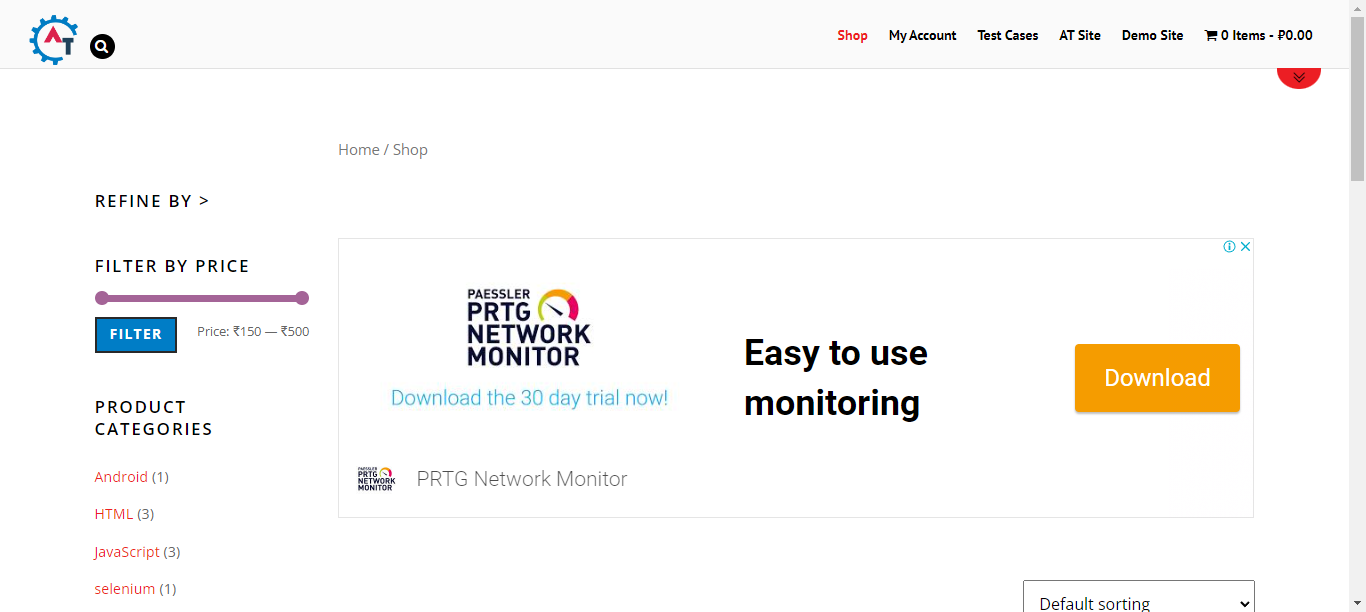 AT
Shop My Account Test Cases AT Site Demo Site 0 Items - ₽0.00
Home / Shop
REFINE BY >
FILTER BY PRICE
FILTER Price: ₹150 — ₹500
PRODUCT
CATEGORIES
Android (1)
HTML (3)
JavaScript (3)
selenium (1)
PAESSLER
PRTG
NETWORK
MONITOR
Download the 30 day trial now!
Easy to use
monitoring
Download
PAESSLER
PRTG
NETWORK
MONITOR
PRTG Network Monitor
Default sorting